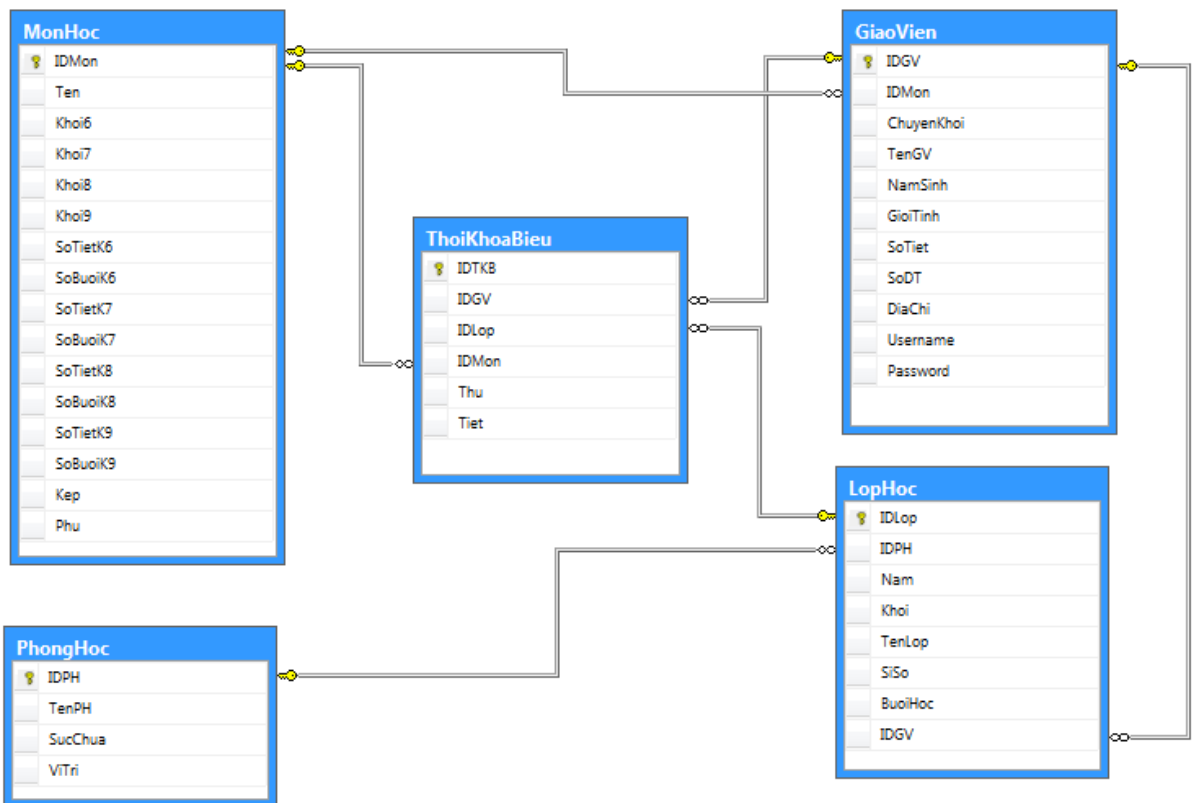 MonHoc
IDMon
Ten
Khoi6
Khoi7
Khoi8
Khoi9
SoTietK6
SoBuoiK6
SoTietK7
SoBuoiK7
SoTietK8
SoBuoiK8
SoTietK9
SoBuoiK9
Kep
Phu
ThoiKhoaBieu
IDTKB
IDGV
IDLop
IDMon
Thu
Tiet
GiaoVien
IDGV
IDMon
ChuyenKhoi
TenGV
NamSinh
GioiTinh
SoTiet
SoDT
DiaChi
Username
Password
LopHoc
IDLop
IDPH
Nam
Khoi
TenLop
SiSo
BuoiHoc
IDGV
PhongHoc
IDPH
TenPH
SucChua
ViTri